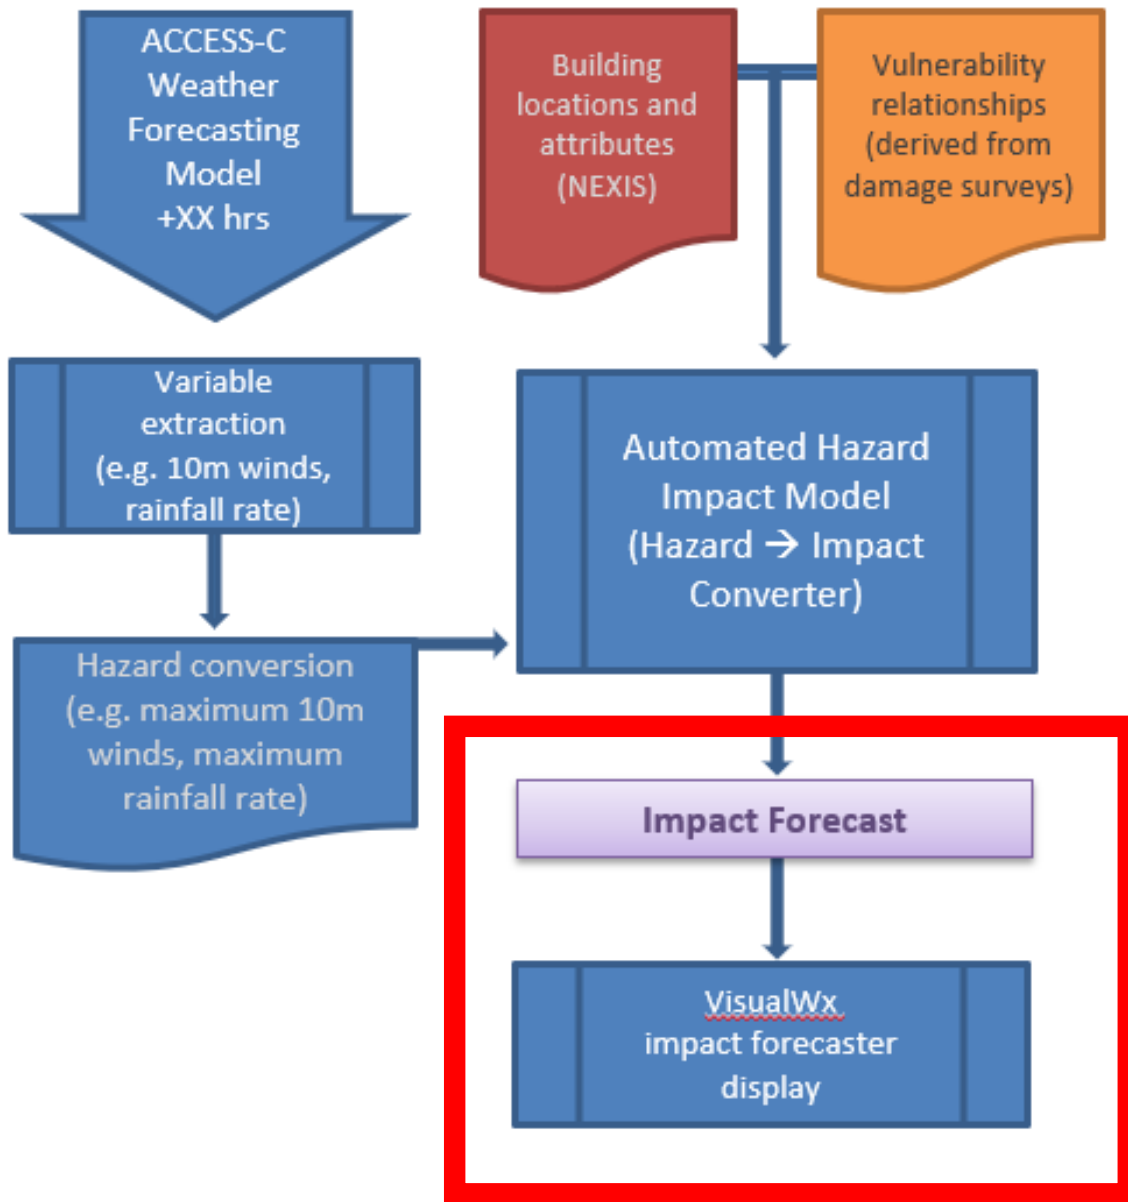 ACCESS-C
Weather
Forecasting
Model
+XX hrs
Building
locations and
attributes
(NEXIS)
Vulnerability
relationships
(derived from
damage surveys)
Variable
extraction
(e.g. 10m winds,
rainfall rate)
Automated Hazard
Impact Model
(Hazard → Impact
Converter)
Hazard conversion
(e.g. maximum 10m
winds, maximum
rainfall rate)
Impact Forecast
VisualWx
impact forecaster
display